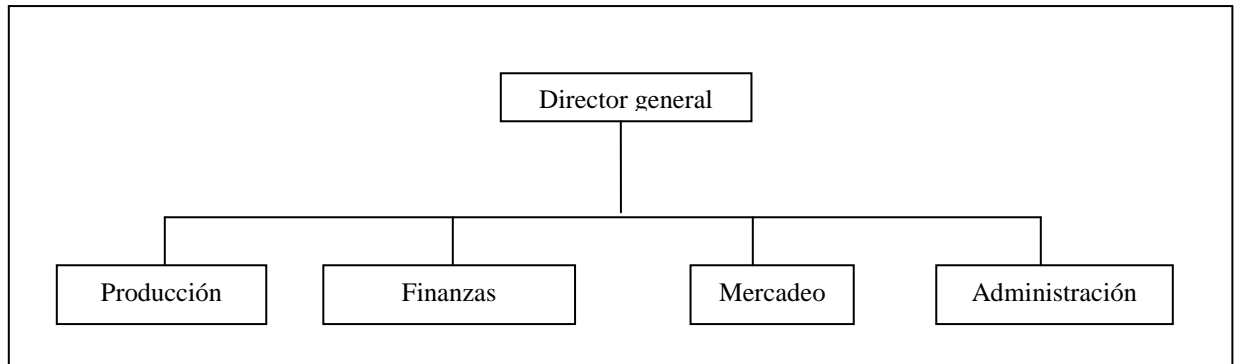 Director general
Producción
Finanzas
Mercadeo
Administración